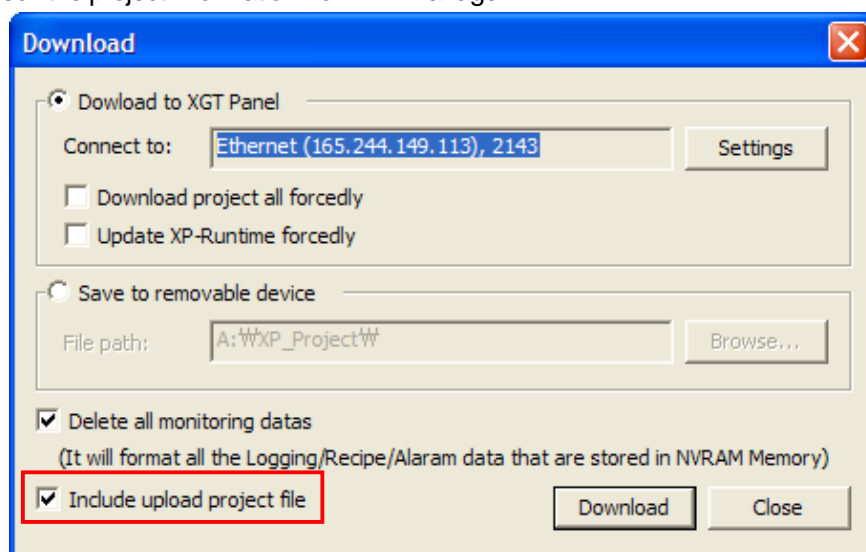 Download
Dowload to XGT Panel
Connect to: Ethernet (165.244.149.113), 2143 Settings
Download project all forcedly
Update XP-Runtime forcedly
Save to removable device
File path: A:₩XP_Project₩ Browse...
Delete all monitoring datas
(It will format all the Logging/Recipe/Alaram data that are stored in NVRAM Memory)
Include upload project file Download Close